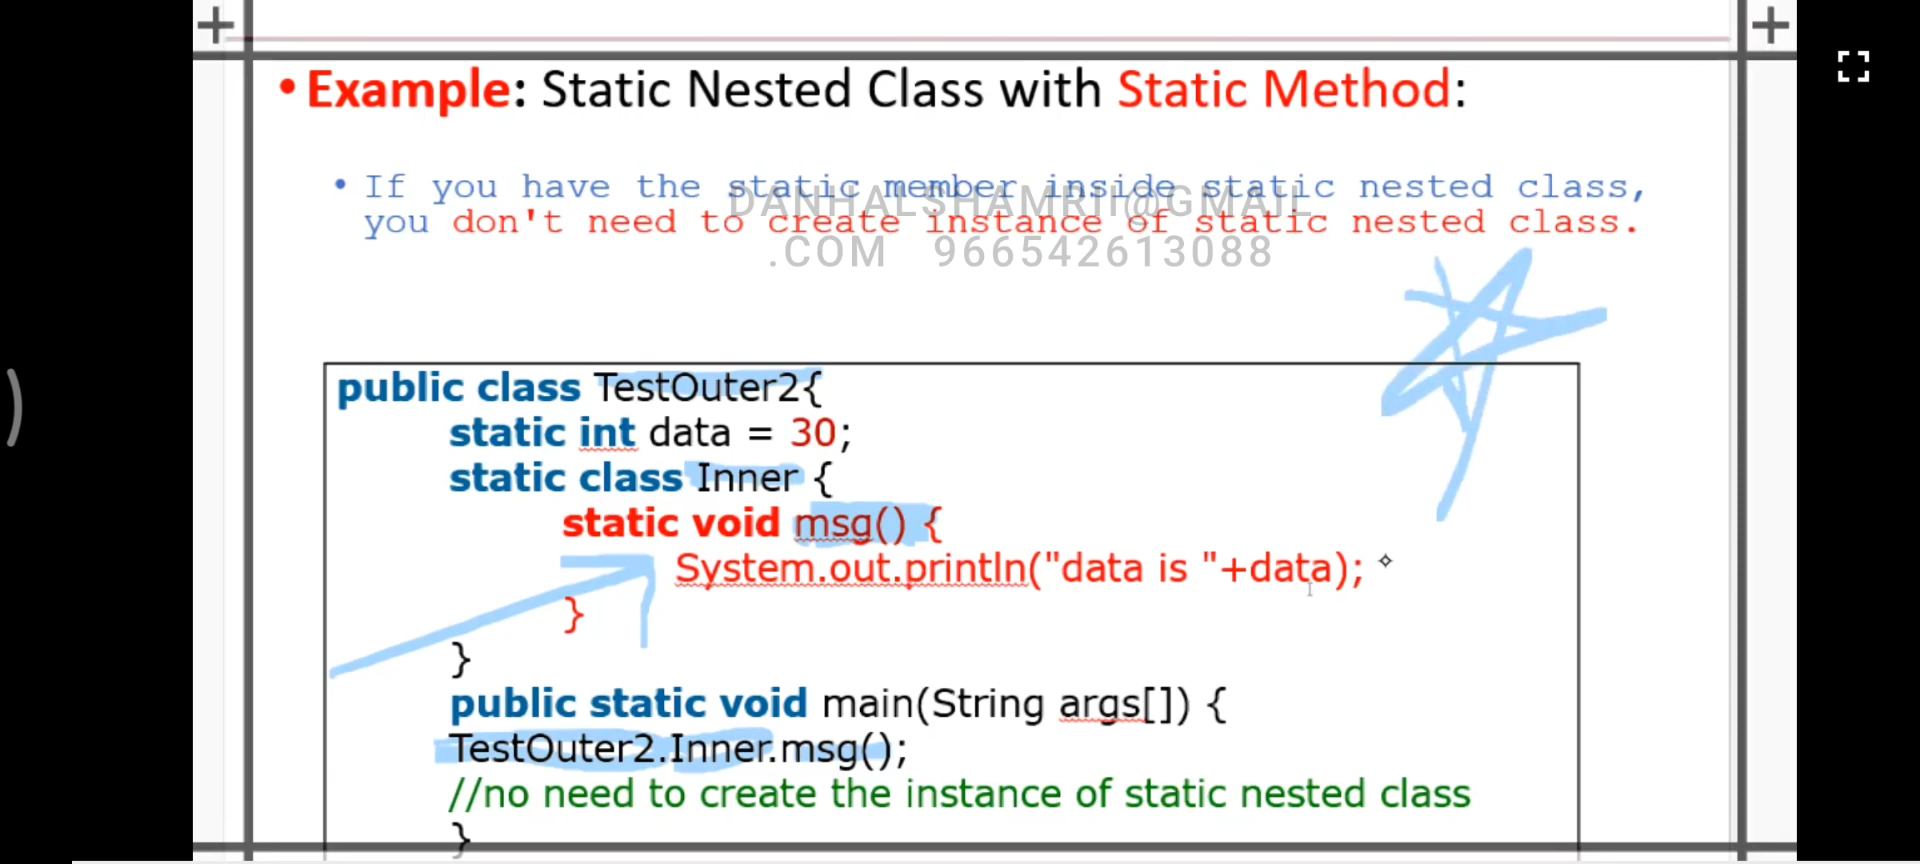 • Example: Static Nested Class with Static Method:
• If you have the static member inside static nested class,
you don't need to create instance of static nested class.
DANHALSHAMRII@GMAIL
.COM 966542613088
public class TestOuter2{
static int data = 30;
static class Inner {
static void msg() {
System.out.println("data is "+data);
}
}
public static void main(String args[]) {
TestOuter2.Inner.msg();
//no need to create the instance of static nested class
}